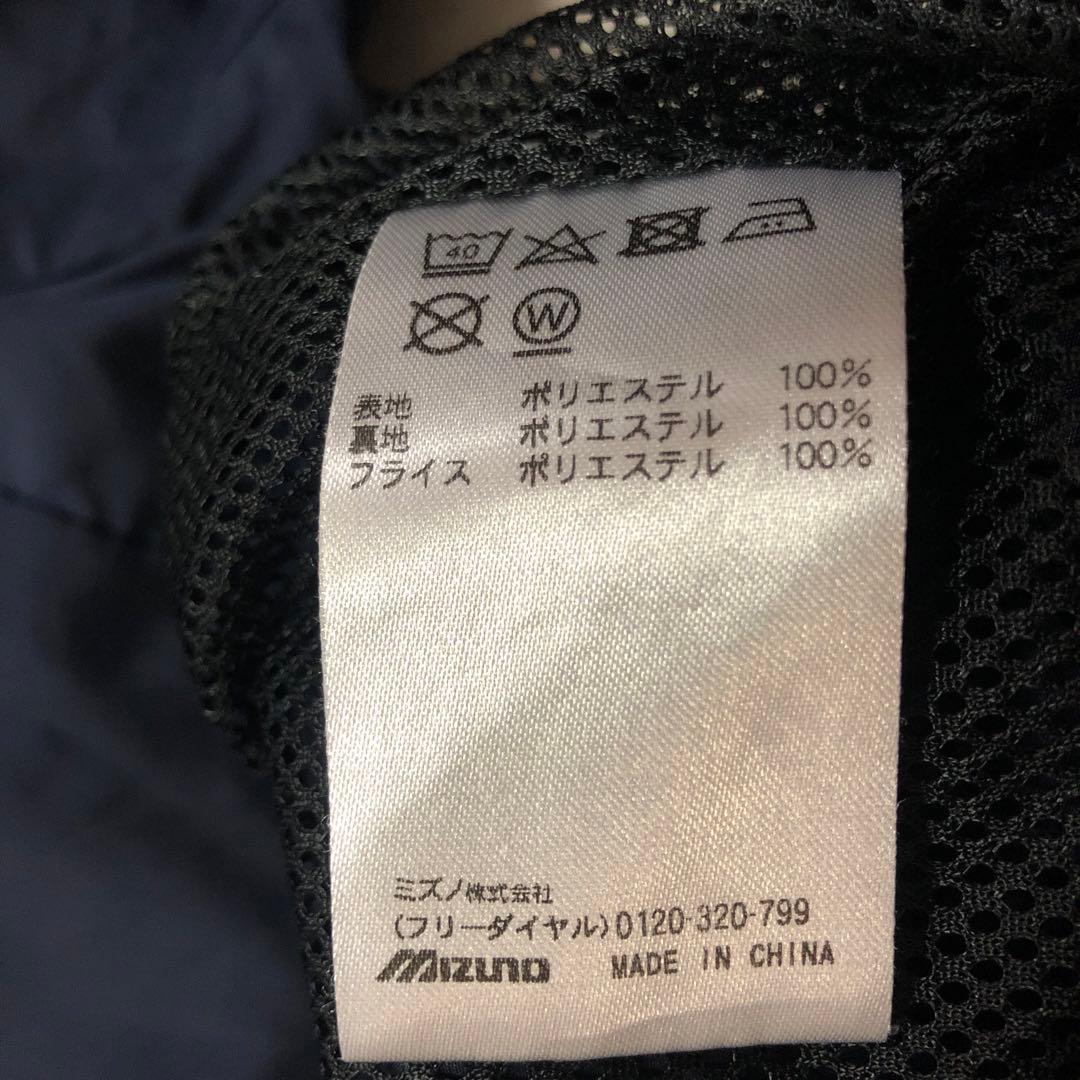 40
W
表地 ポリエステル 100%
裏地 ポリエステル 100%
フライス ポリエステル 100%
ミズノ株式会社
(フリーダイヤル)0120-320-799
MIZUNO MADE IN CHINA